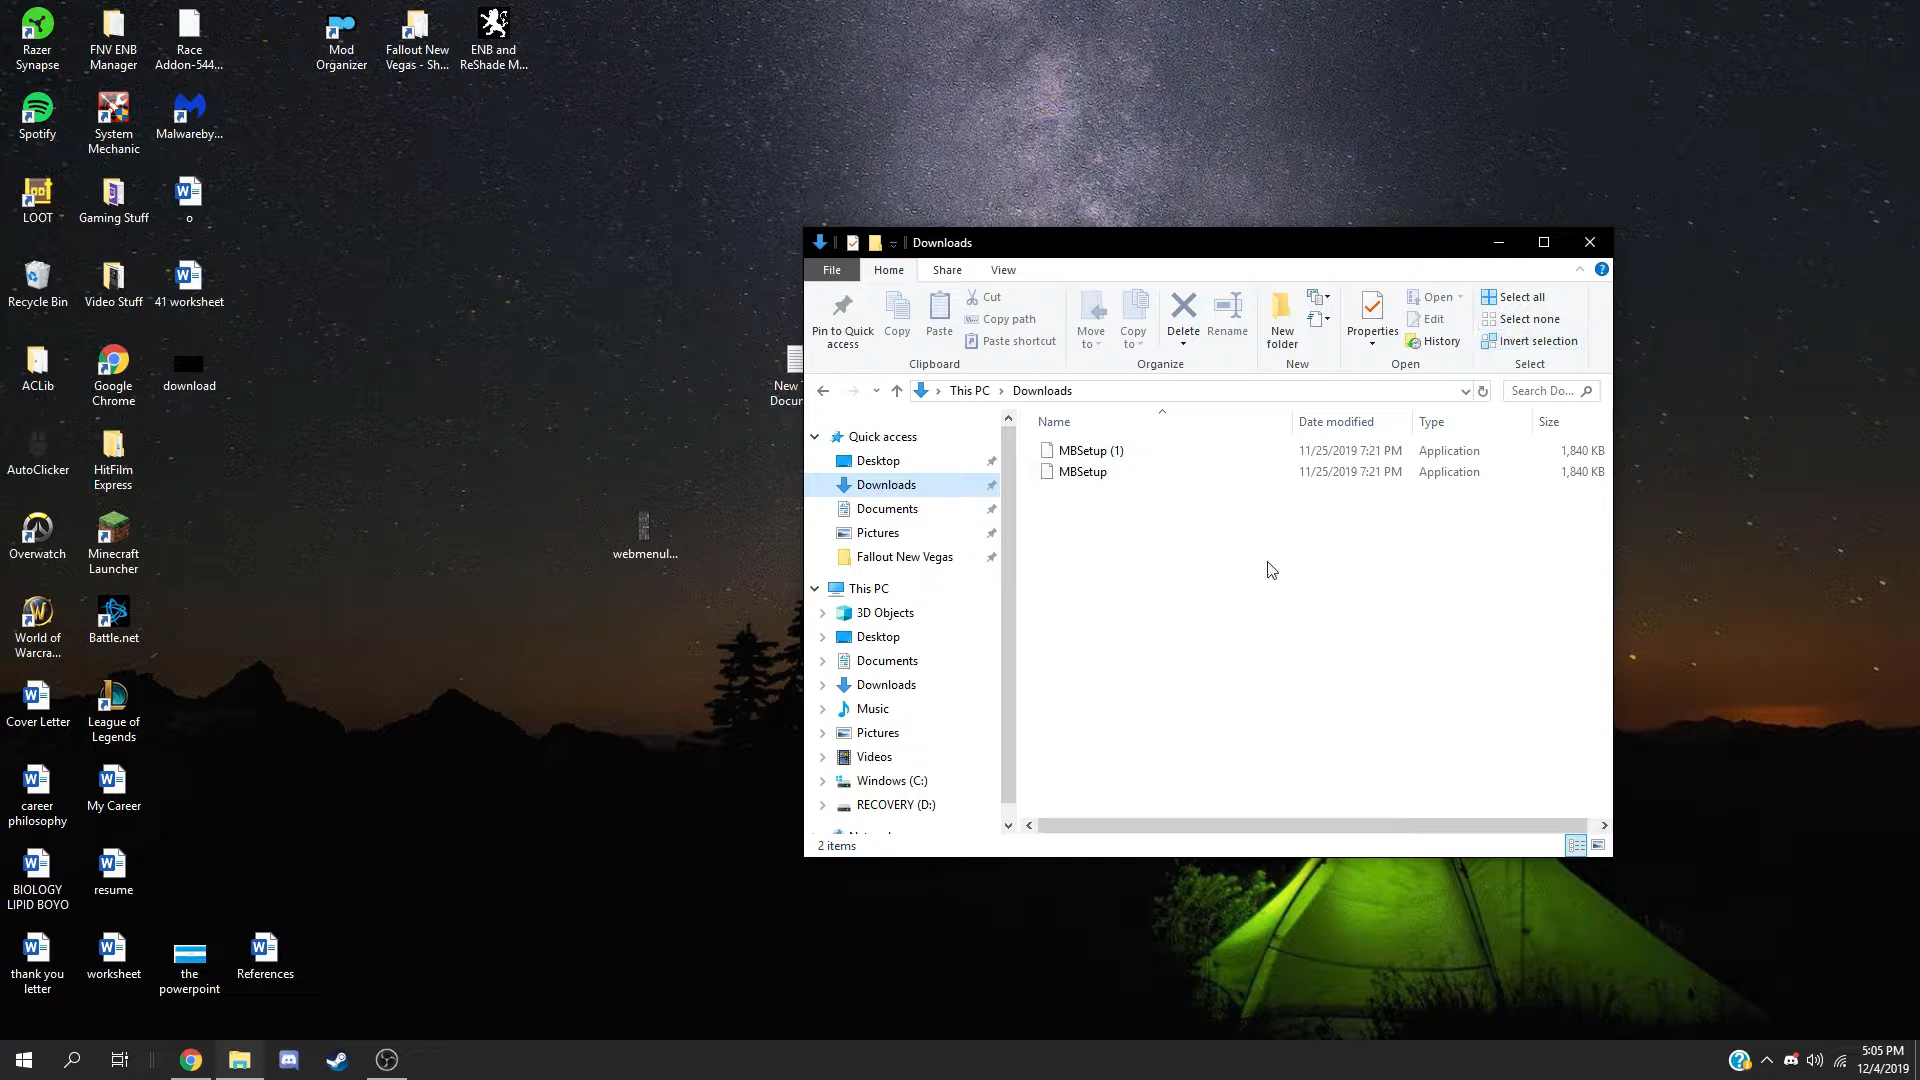 Razer
Synapse
FNV ENB
Manager
Race
Addon-544...
Mod
Organizer
Fallout New
Vegas - Sh...
ENB and
ReShade M...
Spotify
System
Mechanic
Malwareby...
LOOT
Gaming Stuff
o
Recycle Bin
Video Stuff
41 worksheet
ACLib
Google
Chrome
download
AutoClicker
HitFilm
Express
Overwatch
Minecraft
Launcher
webmenul...
World of
Warcra...
Battle.net
Cover Letter
League of
Legends
career
philosophy
My Career
BIOLOGY
LIPID BOYO
resume
thank you
letter
worksheet
the
powerpoint
References
Downloads
File Home Share View
Pin to Quick
access
Copy
Paste
Cut
Copy path
Paste shortcut
Clipboard
Move
to
Copy
to
Delete
Rename
Organize
New
folder
New
Properties
Open
Edit
History
Open
Select all
Select none
Invert selection
Select
This PC > Downloads
Search Do...
Quick access
Desktop
Downloads
Documents
Pictures
Fallout New Vegas
This PC
3D Objects
Desktop
Documents
Downloads
Music
Pictures
Videos
Windows (C:)
RECOVERY (D:)
Name Date modified Type Size
MBSetup (1) 11/25/2019 7:21 PM Application 1,840 KB
MBSetup 11/25/2019 7:21 PM Application 1,840 KB
2 items
5:05 PM
12/4/2019